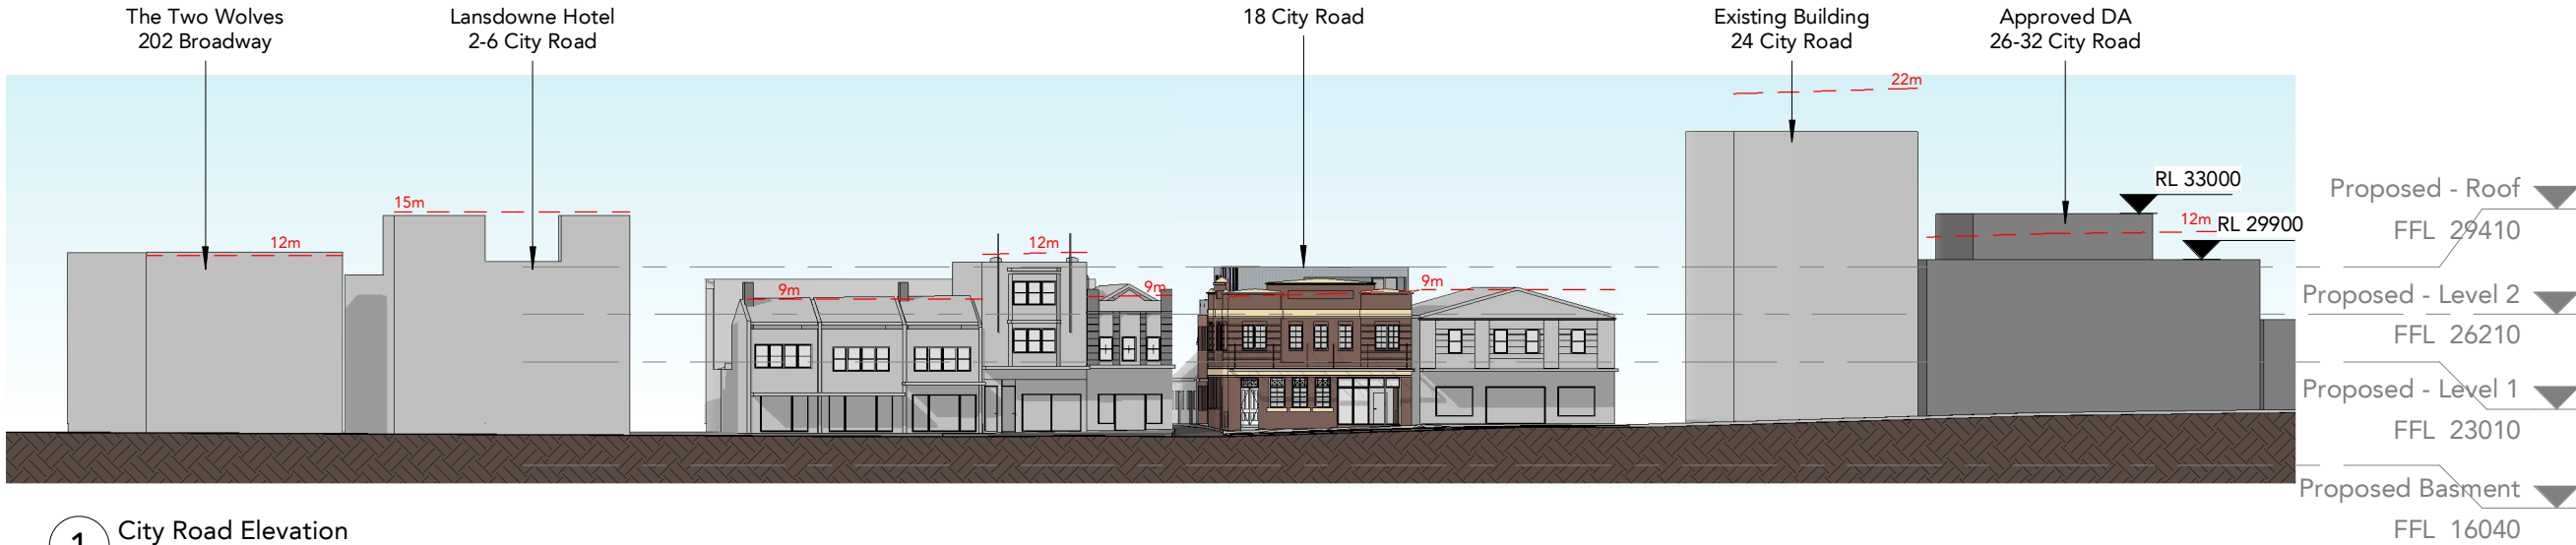 The Two Wolves
202 Broadway
Lansdowne Hotel
2-6 City Road
18 City Road
Existing Building
24 City Road
Approved DA
26-32 City Road
22m
RL 33000
Proposed - Roof
15m
12m
RL 29900
FFL 29410
12m
12m
9m
9m
9m
Proposed - Level 2
FFL 26210
Proposed - Level 1
FFL 23010
Proposed Basment
FFL 16040
1
City Road Elevation